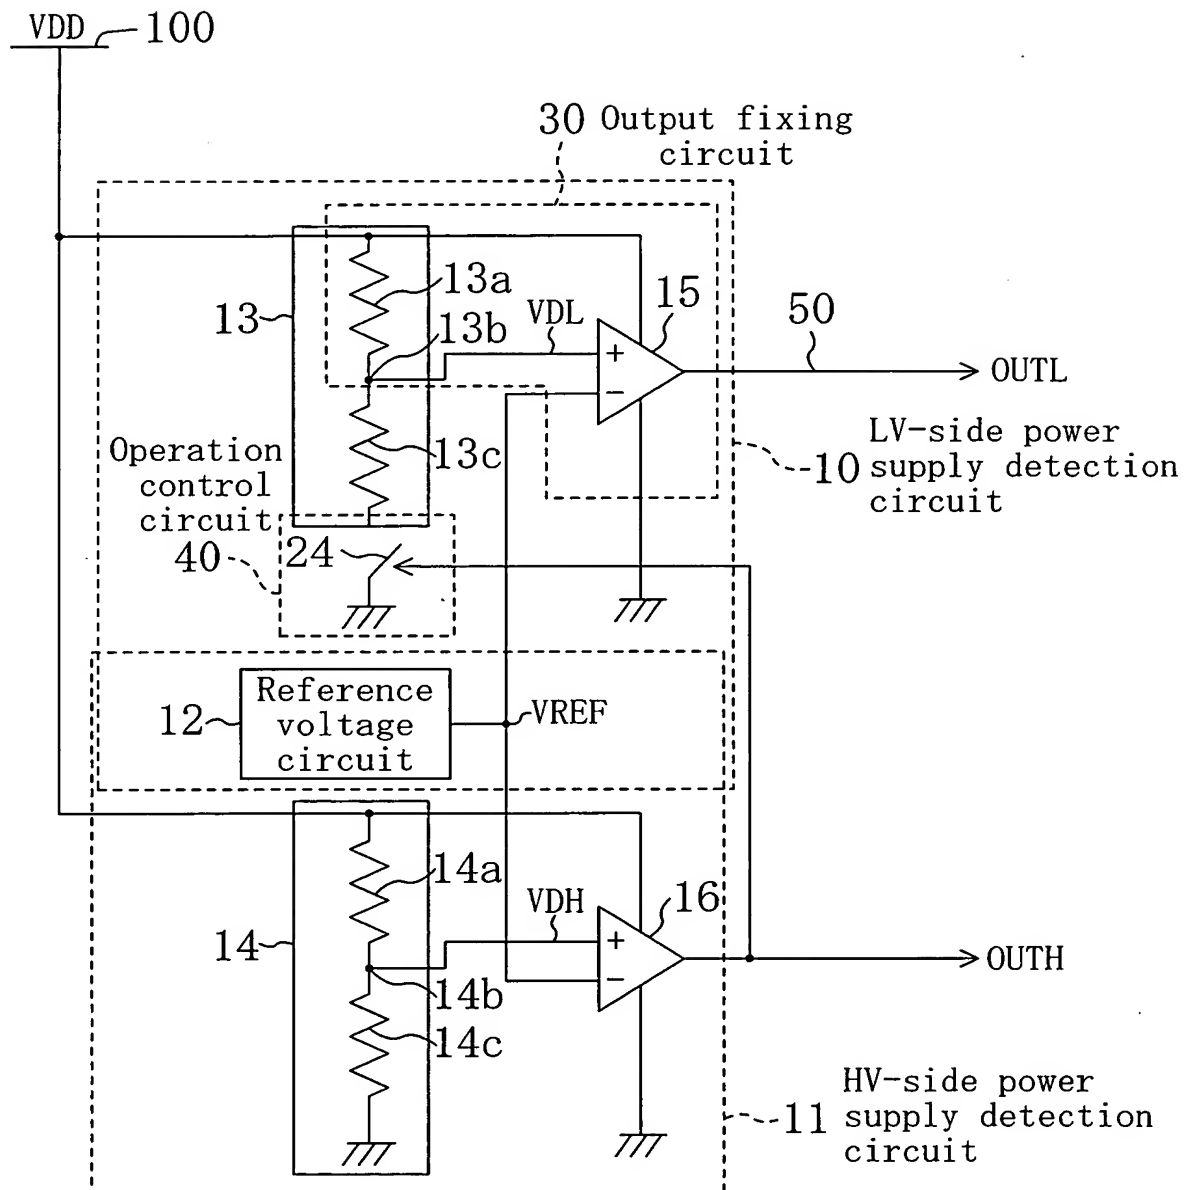 VDD 100
30 Output fixing
circuit
13
13a
13b
VDL
+
−
15
50
OUTL
13c
Operation
control
circuit
40
24
LV-side power
10 supply detection
circuit
12
Reference
voltage
circuit
VREF
14
14a
14b
14c
VDH
+
−
16
OUTH
HV-side power
11 supply detection
circuit